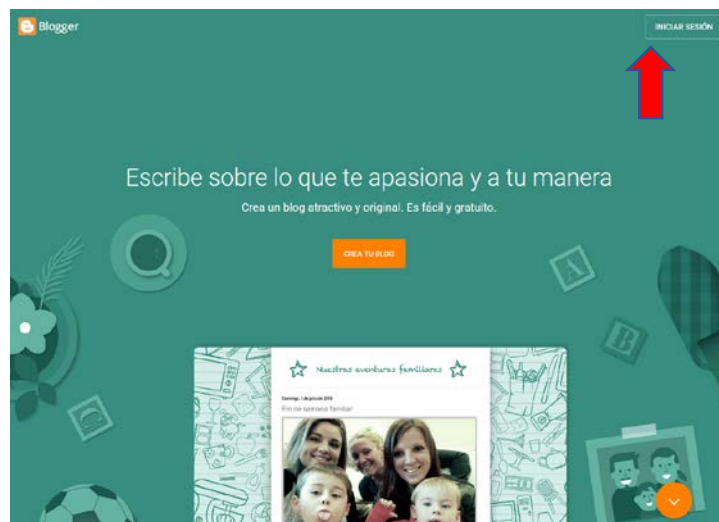 Blogger
INICIAR SESIÓN
Escribe sobre lo que te apasiona y a tu manera
Crea un blog atractivo y original. Es fácil y gratuito.
CREA TU BLOG
A
B
Nuestras aventuras familiares
Fin de semana familiar